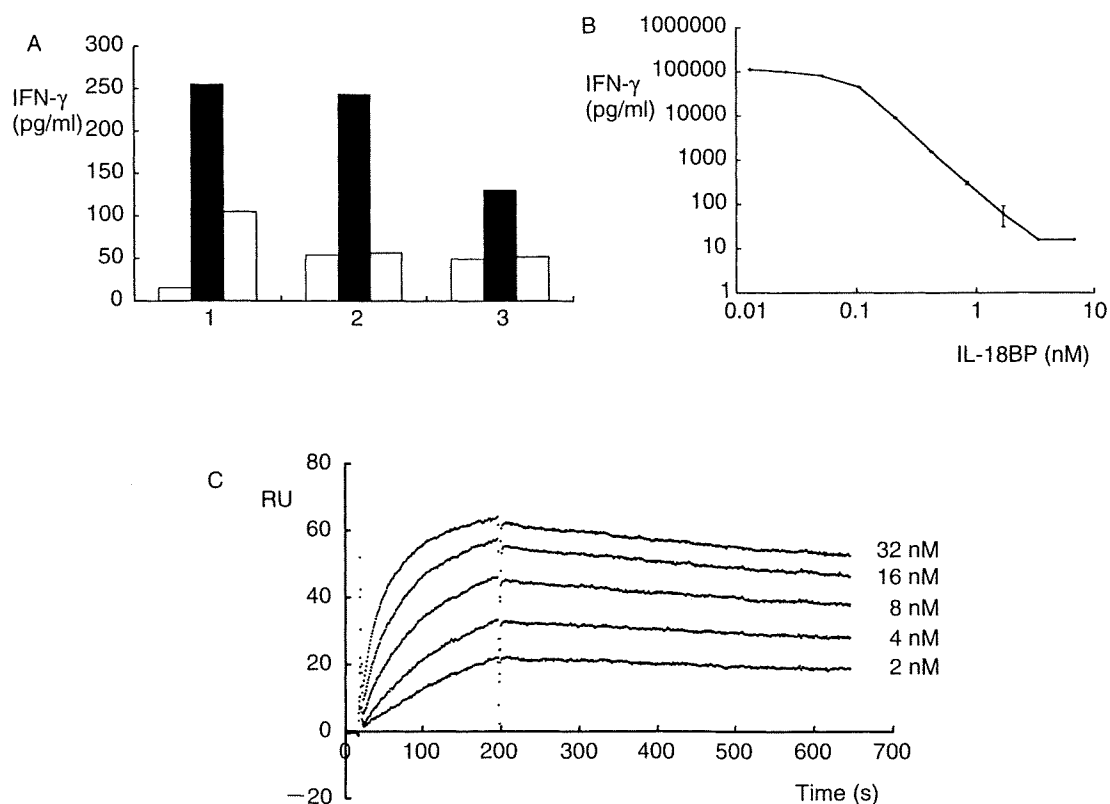 A
IFN-γ
(pg/ml)
300
250
200
150
100
50
0
1 2 3
B
IFN-γ
(pg/ml)
1000000
100000
10000
1000
100
10
1
0.01 0.1 1 10
IL-18BP (nM)
C
RU
80
60
40
20
0
−20
0 100 200 300 400 500 600 700
Time (s)
32 nM
16 nM
8 nM
4 nM
2 nM